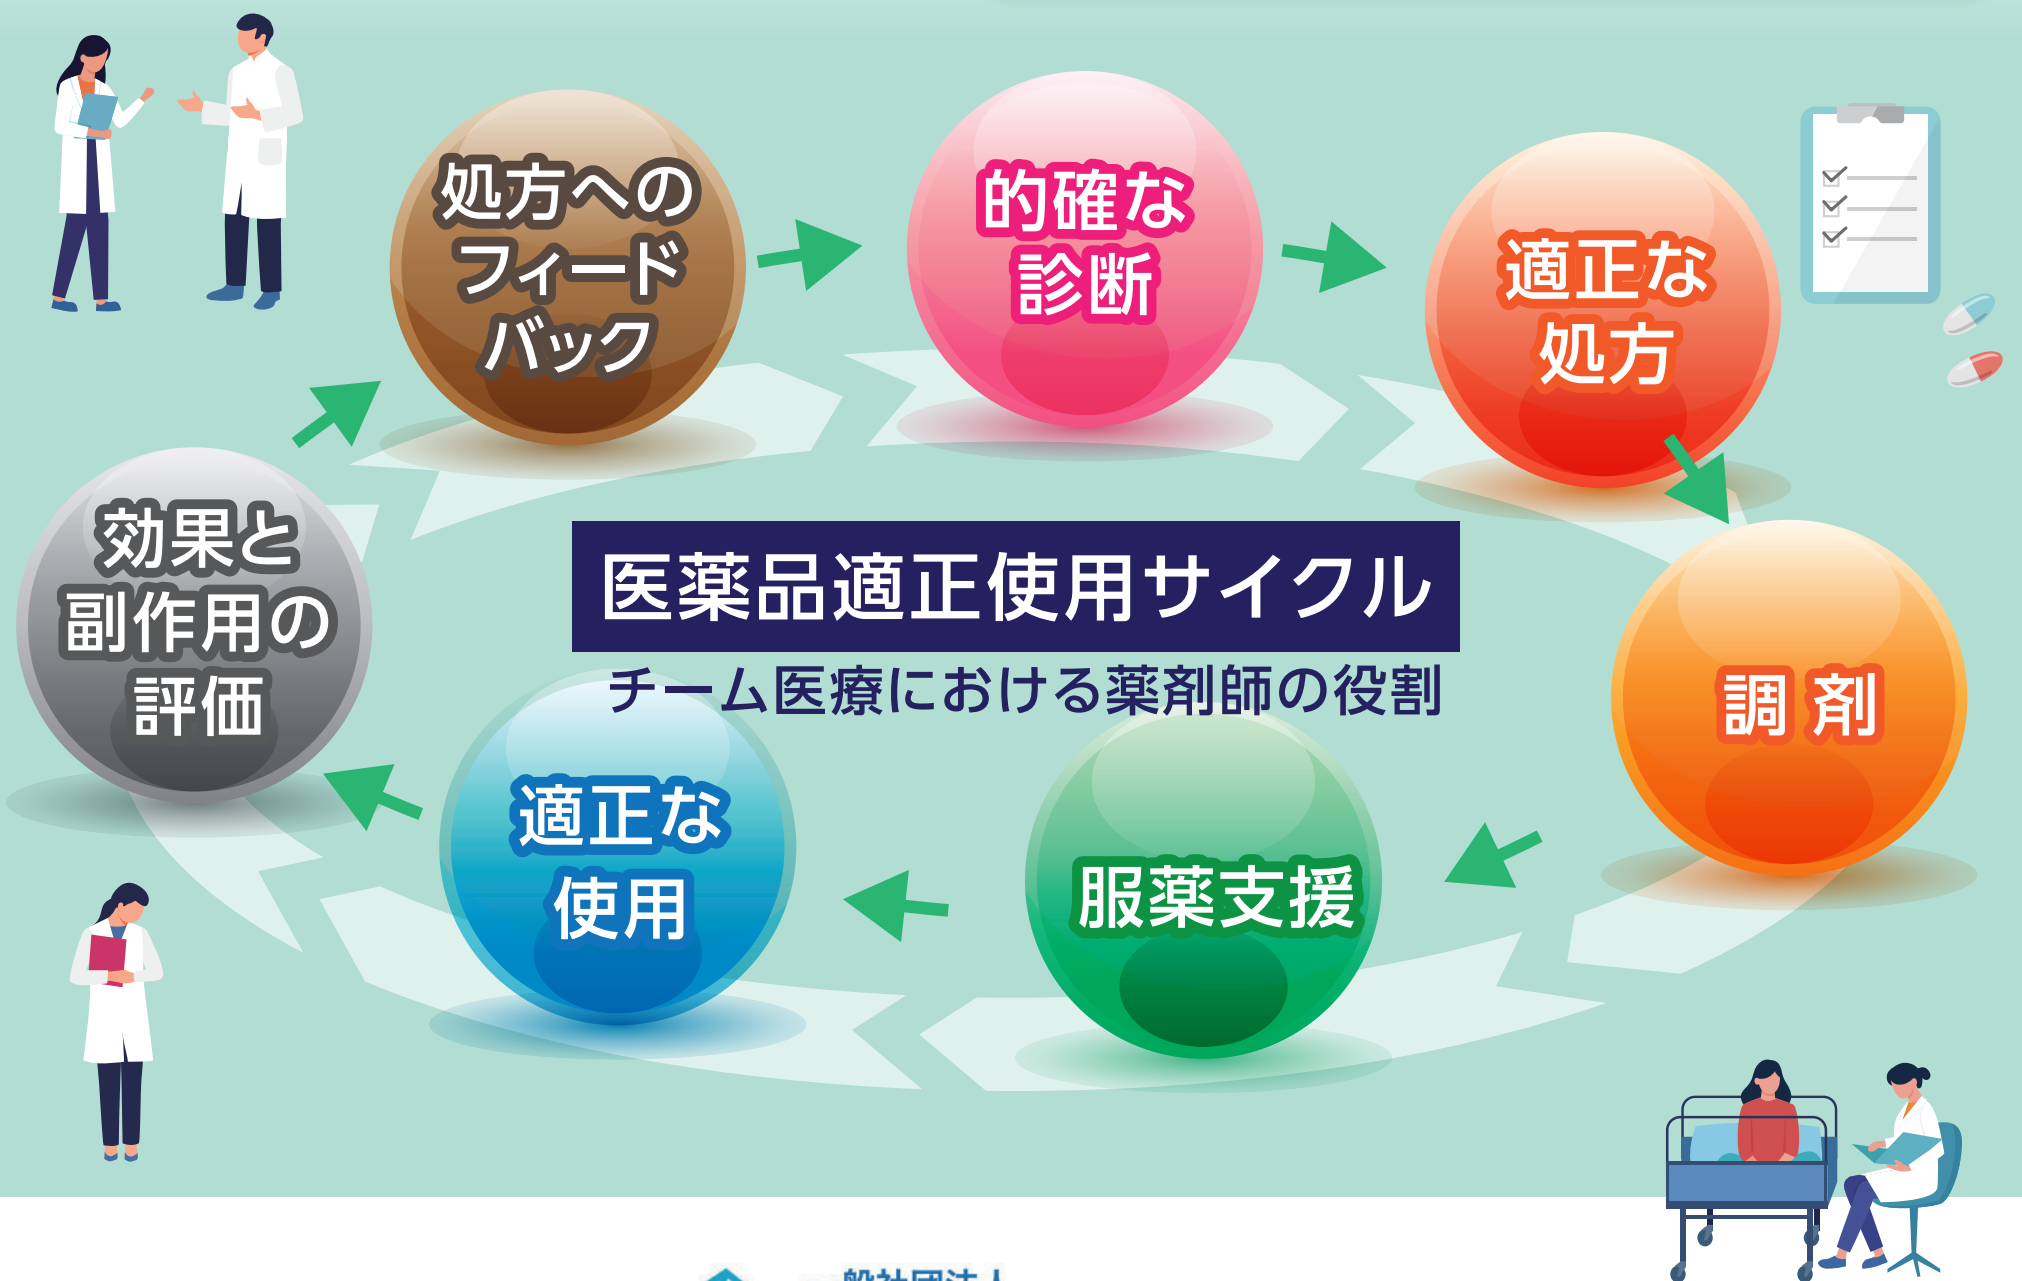 処方への
フィード
バック
的確な
診断
適正な
処方
効果と
副作用の
評価
医薬品適正使用サイクル
チーム医療における薬剤師の役割
調 剤
適正な
使用
服薬支援